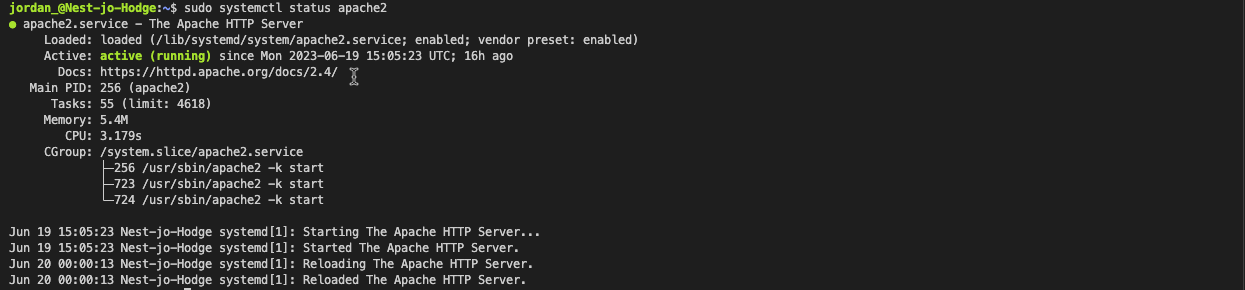 jordan_@Nest-jo-Hodge:~$ sudo systemctl status apache2
● apache2.service - The Apache HTTP Server
     Loaded: loaded (/lib/systemd/system/apache2.service; enabled; vendor preset: enabled)
     Active: active (running) since Mon 2023-06-19 15:05:23 UTC; 16h ago
       Docs: https://httpd.apache.org/docs/2.4/
   Main PID: 256 (apache2)
      Tasks: 55 (limit: 4618)
     Memory: 5.4M
        CPU: 3.179s
     CGroup: /system.slice/apache2.service
             ├─256 /usr/sbin/apache2 -k start
             ├─723 /usr/sbin/apache2 -k start
             └─724 /usr/sbin/apache2 -k start

Jun 19 15:05:23 Nest-jo-Hodge systemd[1]: Starting The Apache HTTP Server...
Jun 19 15:05:23 Nest-jo-Hodge systemd[1]: Started The Apache HTTP Server.
Jun 20 00:00:13 Nest-jo-Hodge systemd[1]: Reloading The Apache HTTP Server.
Jun 20 00:00:13 Nest-jo-Hodge systemd[1]: Reloaded The Apache HTTP Server.